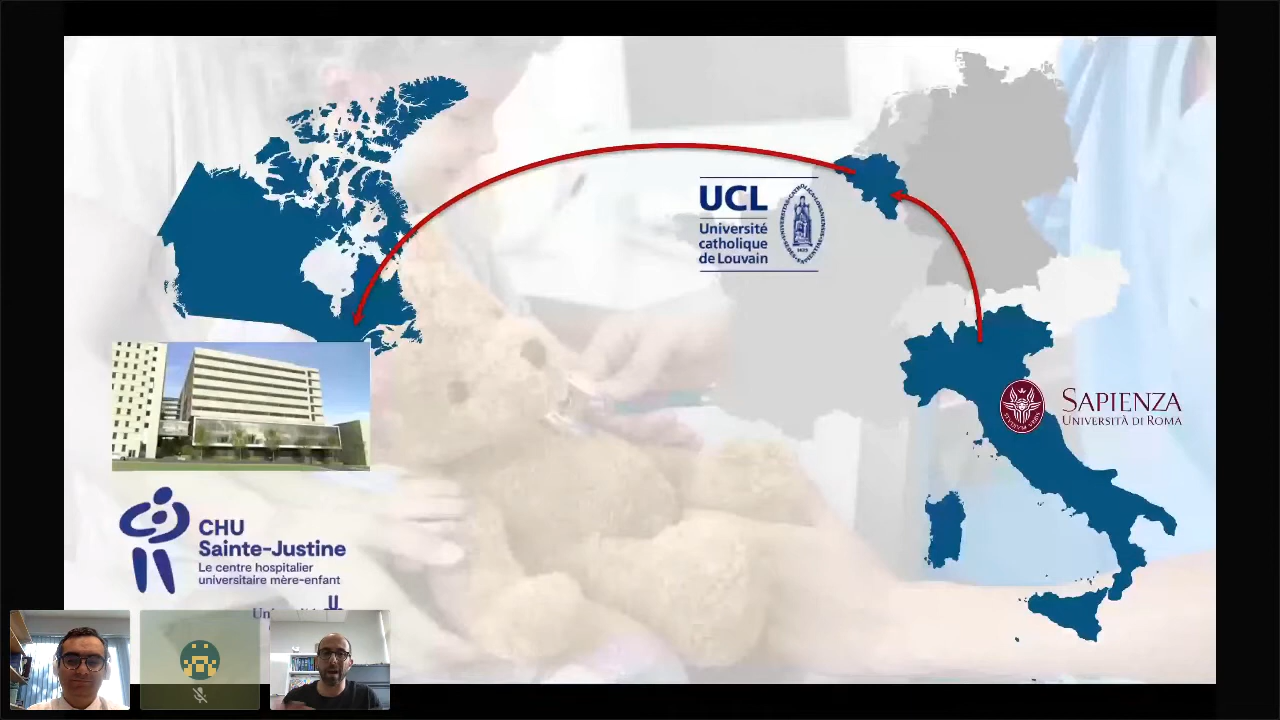 UCL
Université
catholique
de Louvain
SAPIENZA
UNIVERSITÀ DI ROMA
CHU
Sainte-Justine
Le centre hospitalier
universitaire mère-enfant